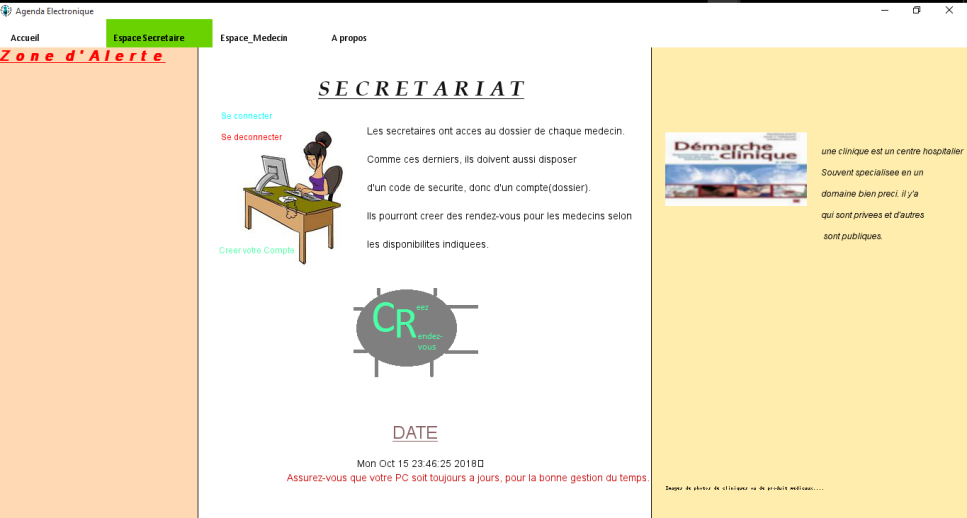 Agenda Electronique
Accueil
Espace Secretaire
Espace_Medecin
A propos
Zone d'Alerte
SECRETARIAT
Se connecter
Se deconnecter
Les secretaires ont acces au dossier de chaque medecin.
Comme ces derniers, ils doivent aussi disposer
d'un code de securite, donc d'un compte(dossier).
Ils pourront creer des rendez-vous pour les medecins selon
les disponibilites indiquees.
Creer votre Compte
CReez
rendez-
vous
DATE
Mon Oct 15 23:46:25 2018
Assurez-vous que votre PC soit toujours a jours, pour la bonne gestion du temps.
Démarche
clinique
une clinique est un centre hospitalier
Souvent specialisee en un
domaine bien preci. il y'a
qui sont privees et d'autres
sont publiques.
Images de photos de cliniques ou de produit medicaux....